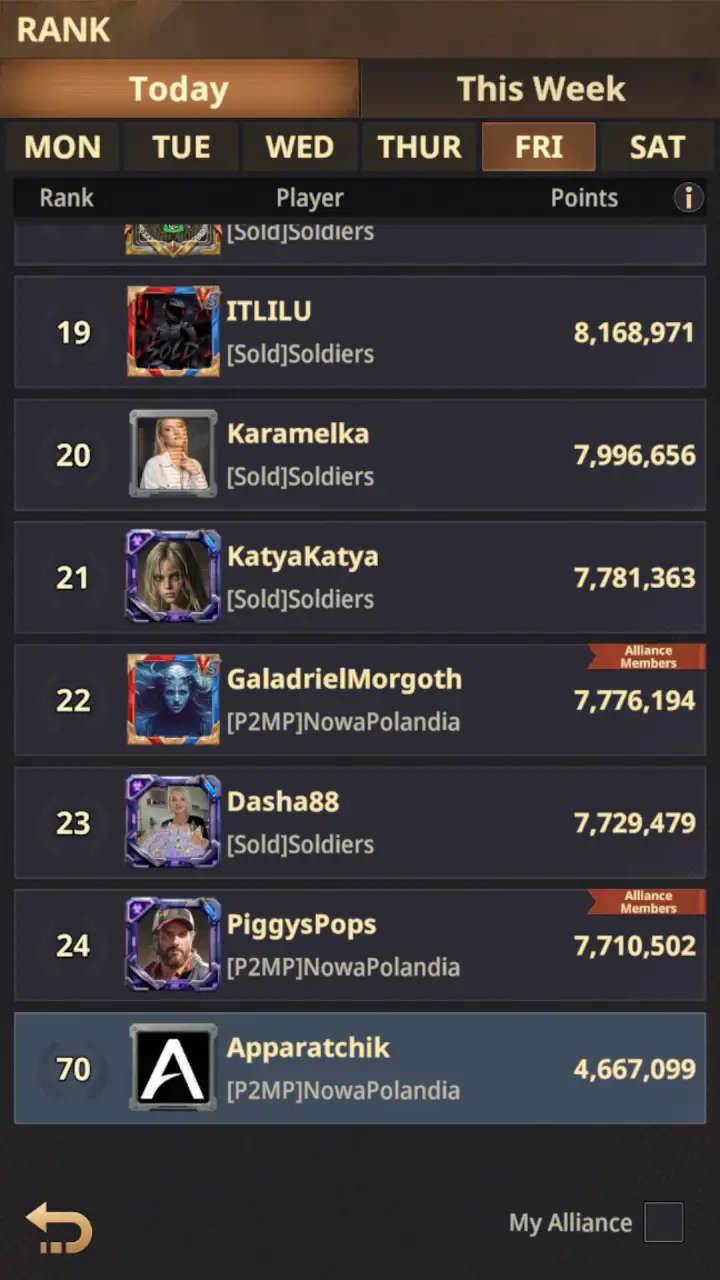 RANK
Today
This Week
MON TUE WED THUR FRI SAT
Rank Player Points i
[Sold]Soldiers
19 ITLILU 8,168,971
[Sold]Soldiers
VS
SOLD
20 Karamelka 7,996,656
[Sold]Soldiers
21 KatyaKatya 7,781,363
[Sold]Soldiers
Alliance
Members
22 GaladrielMorgoth 7,776,194
[P2MP]NowaPolandia
VS
23 Dasha88 7,729,479
[Sold]Soldiers
Alliance
Members
24 PiggysPops 7,710,502
[P2MP]NowaPolandia
70 Apparatchik 4,667,099
[P2MP]NowaPolandia
My Alliance